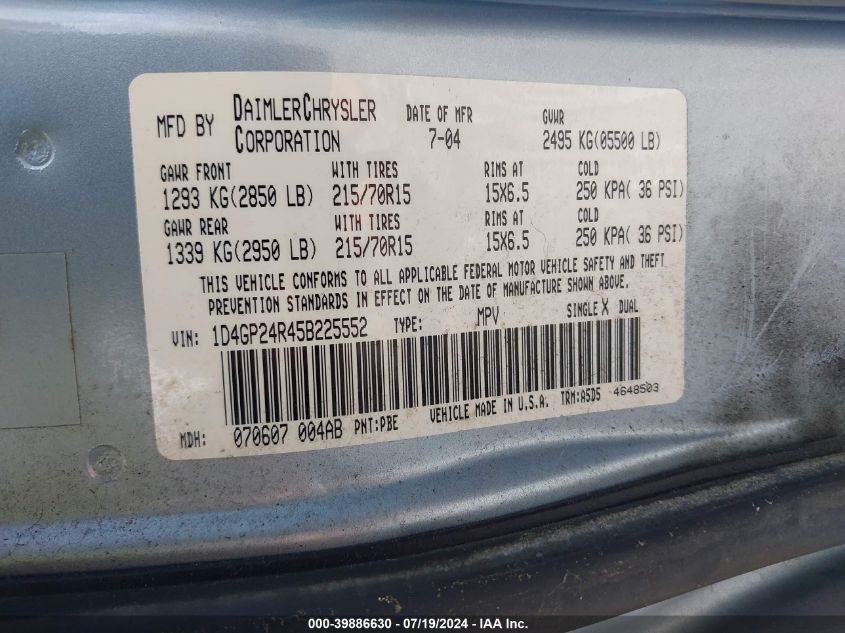 MFD BY DAIMLERCHRYSLER CORPORATION DATE OF MFR 7-04 GVWR 2495 KG(05500 LB)
GAWR FRONT WITH TIRES RIMS AT COLD
1293 KG(2850 LB) 215/70R15 15X6.5 250 KPA( 36 PSI)
GAWR REAR WITH TIRES RIMS AT COLD
1339 KG(2950 LB) 215/70R15 15X6.5 250 KPA( 36 PSI)
THIS VEHICLE CONFORMS TO ALL APPLICABLE FEDERAL MOTOR VEHICLE SAFETY AND THEFT
PREVENTION STANDARDS IN EFFECT ON THE DATE OF MANUFACTURE SHOWN ABOVE.
VIN: 1D4GP24R45B225552 TYPE: MPV SINGLE X DUAL
MDH: 070607 004AB PNT:PBE VEHICLE MADE IN U.S.A. TRM:A5D5 4648503
000-39886630 - 07/19/2024 - IAAI.com